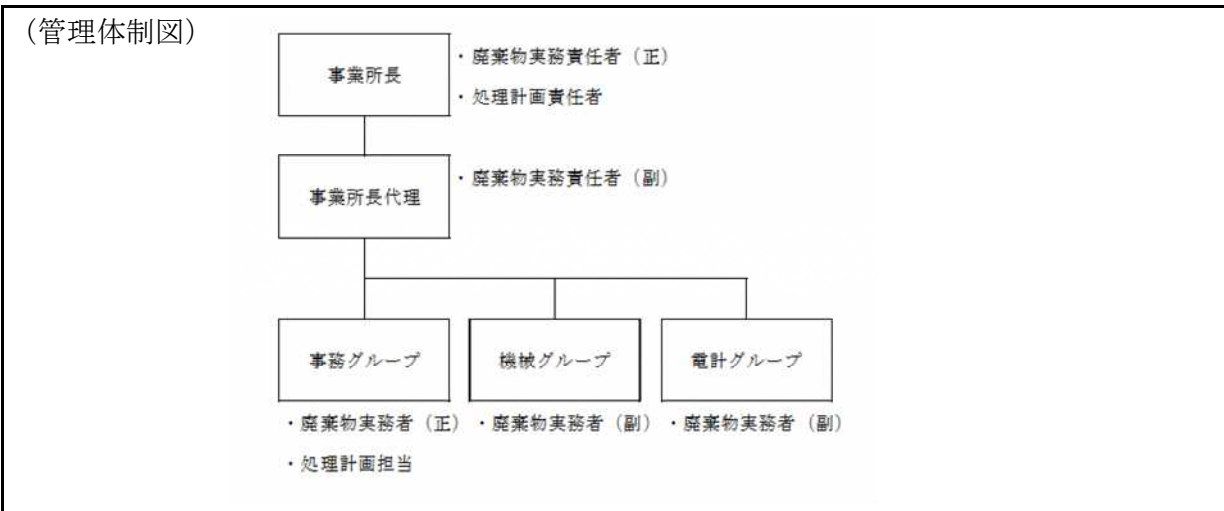 （管理体制図）
事業所長
・廃棄物実務責任者（正）
・処理計画責任者
事業所長代理
・廃棄物実務責任者（副）
事務グループ
機械グループ
電計グループ
・廃棄物実務者（正）
・廃棄物実務者（副）
・廃棄物実務者（副）
・処理計画担当